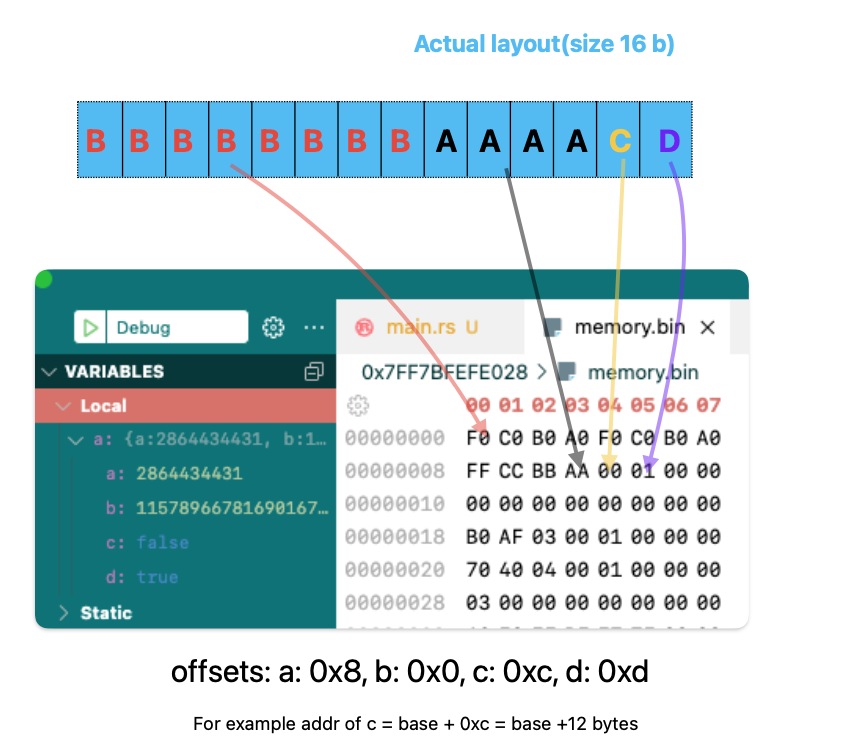 Actual layout(size 16 b)
B B B B B B B B A A A A C D
Debug ...
main.rs U memory.bin
VARIABLES
0x7FF7BFEFE028 > memory.bin
Local
00 01 02 03 04 05 06 07
a: {a:2864434431, b:1…
00000000 F0 C0 B0 A0 F0 C0 B0 A0
a: 2864434431
00000008 FF CC BB AA 00 01 00 00
b: 11578966781690167…
00000010 00 00 00 00 00 00 00 00
c: false
00000018 B0 AF 03 00 01 00 00 00
d: true
00000020 70 40 04 00 01 00 00 00
Static
00000028 03 00 00 00 00 00 00 00
offsets: a: 0x8, b: 0x0, c: 0xc, d: 0xd
For example addr of c = base + 0xc = base +12 bytes